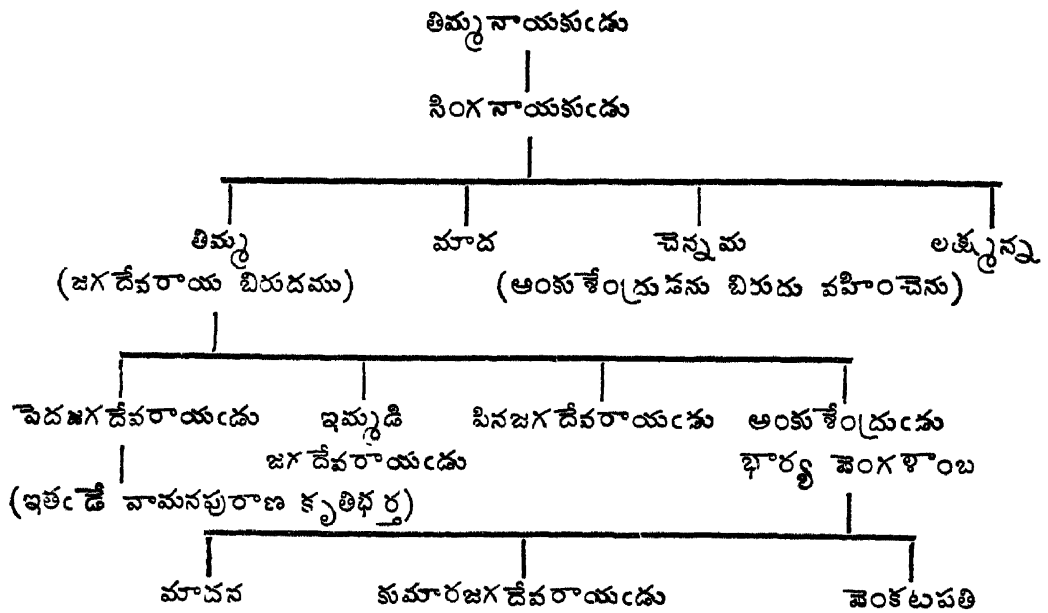 తిమ్మనాయకుఁడు
సింగనాయకుఁడు
తిమ్మ మాద చెన్నమ లక్ష్మన్న
(జగదేవరాయ బిరుదము) (అంకుశేంద్రుడను బిరుదు వహించెను)
పెదజగదేవరాయఁడు ఇమ్మడి పినజగదేవరాయఁడు అంకుశేంద్రుఁడు
జగదేవరాయఁడు భార్య వెంగళాంబ
(ఇతఁడే వామనపురాణ కృతిభర్త)
మాచన కుమారజగదేవరాయఁడు వెంకటపతి